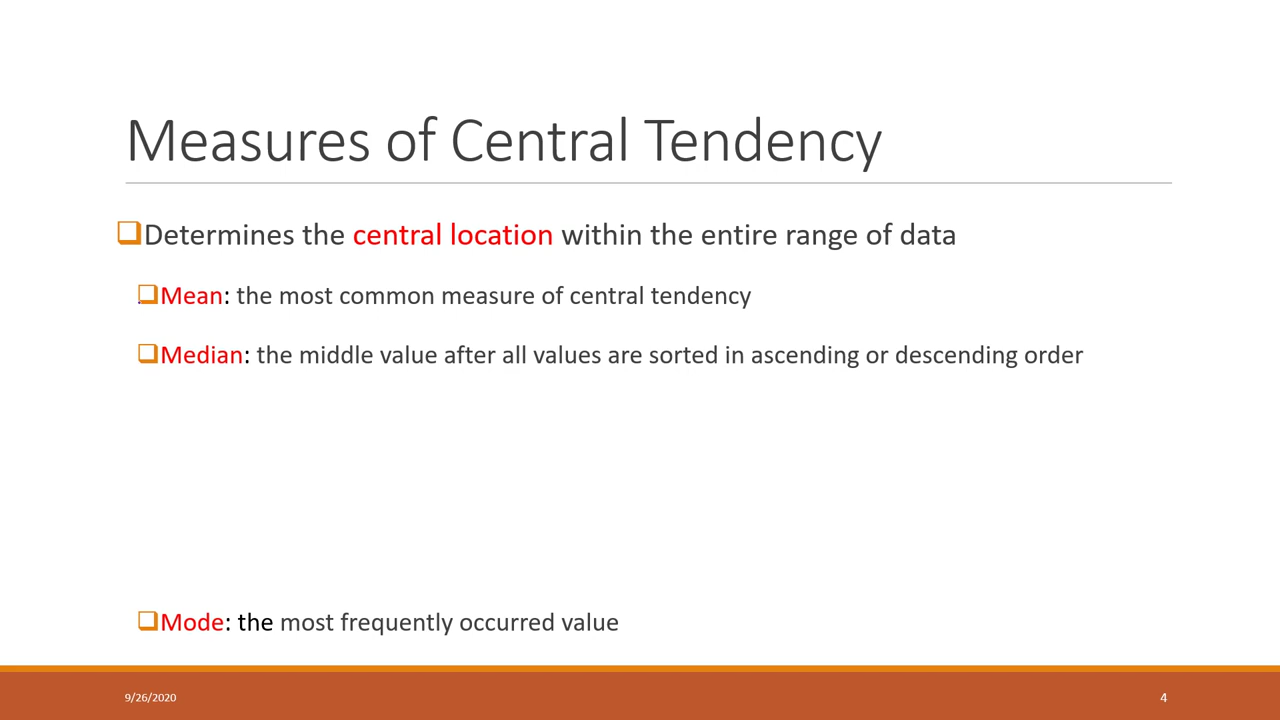 Measures of Central Tendency
❑Determines the central location within the entire range of data
❑Mean: the most common measure of central tendency
❑Median: the middle value after all values are sorted in ascending or descending order
❑Mode: the most frequently occurred value
9/26/2020
4